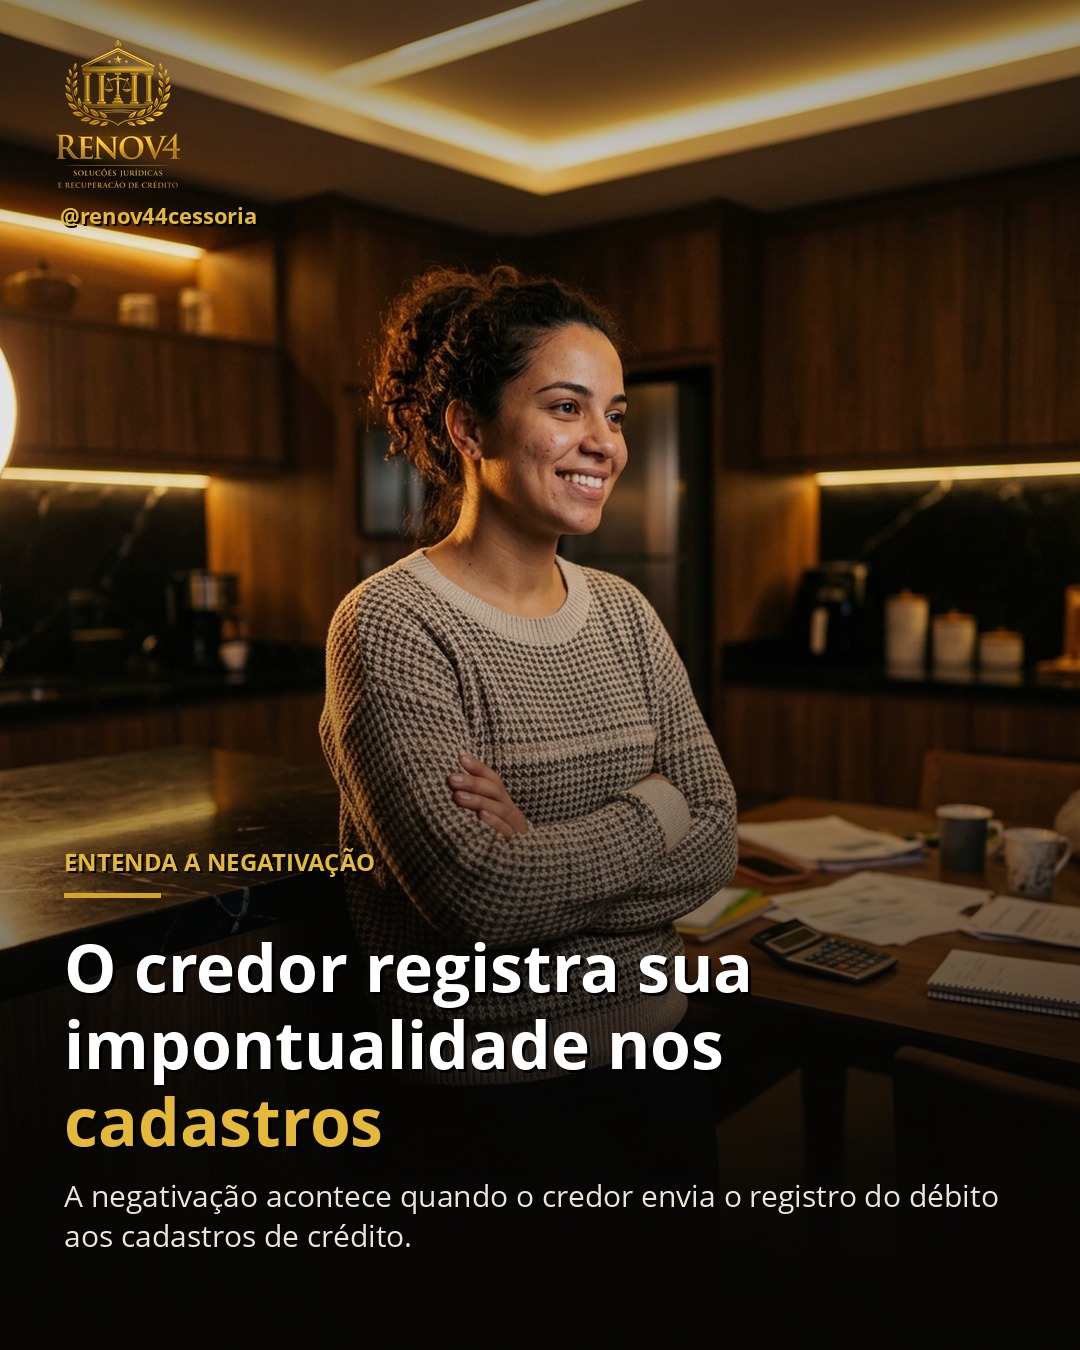 RENOV4
SOLUÇÕES JURÍDICAS
E RECUPERAÇÃO DE CRÉDITO
@renov44cessoria
ENTENDA A NEGATIVAÇÃO
O credor registra sua
impontualidade nos
cadastros
A negativação acontece quando o credor envia o registro do débito
aos cadastros de crédito.